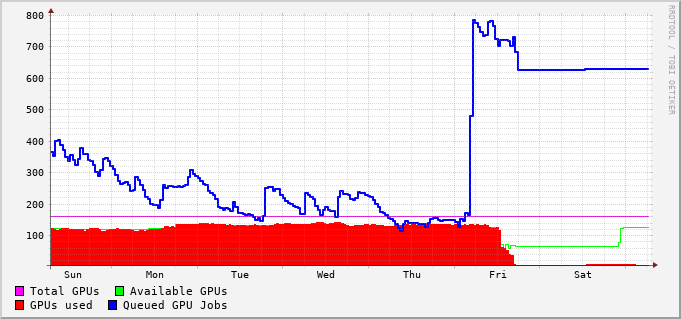 800
700
600
500
400
300
200
100
Sun Mon Tue Wed Thu Fri Sat
Total GPUs Available GPUs
GPUs used Queued GPU Jobs
RRDTOOL / TOBI OETIKER